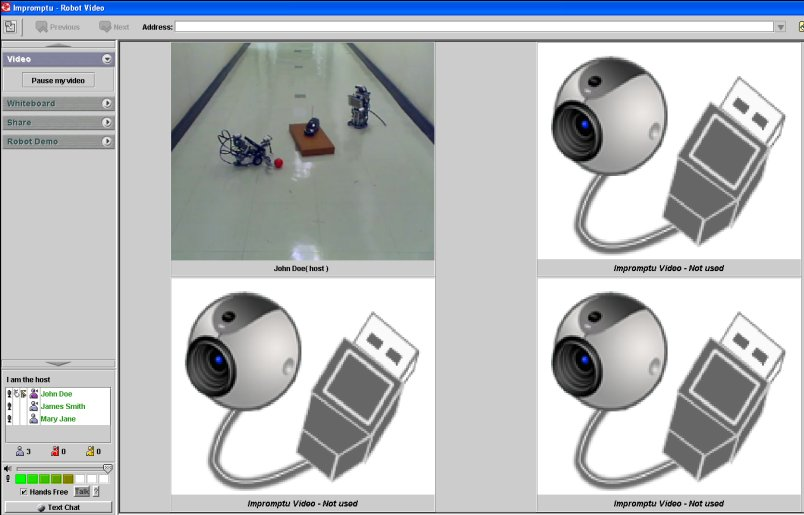 Impromptu - Robot Video
Previous
Next
Address:
Video
Pause my video
Whiteboard
Share
Robot Demo
John Doe( host )
Impromptu Video - Not used
Impromptu Video - Not used
Impromptu Video - Not used
I am the host
John Doe
James Smith
Mary Jane
3
0
0
Hands Free
Talk
?
Text Chat